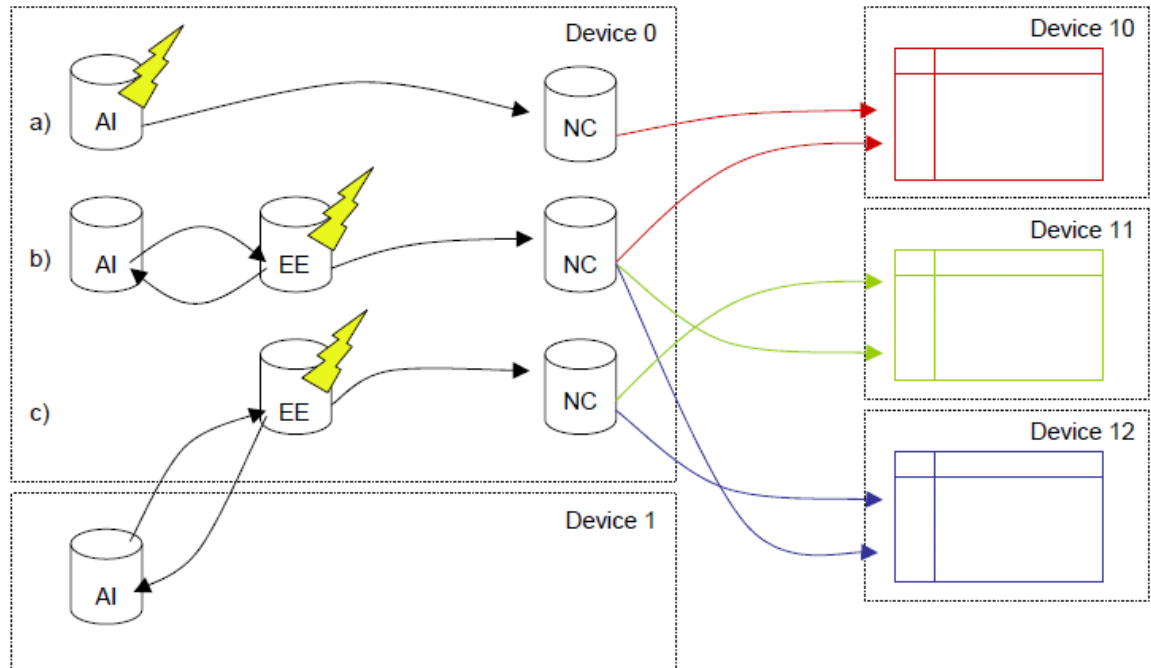 Device 0
Device 10
a)
AI
NC
b)
AI
EE
NC
Device 11
c)
EE
NC
Device 12
Device 1
AI